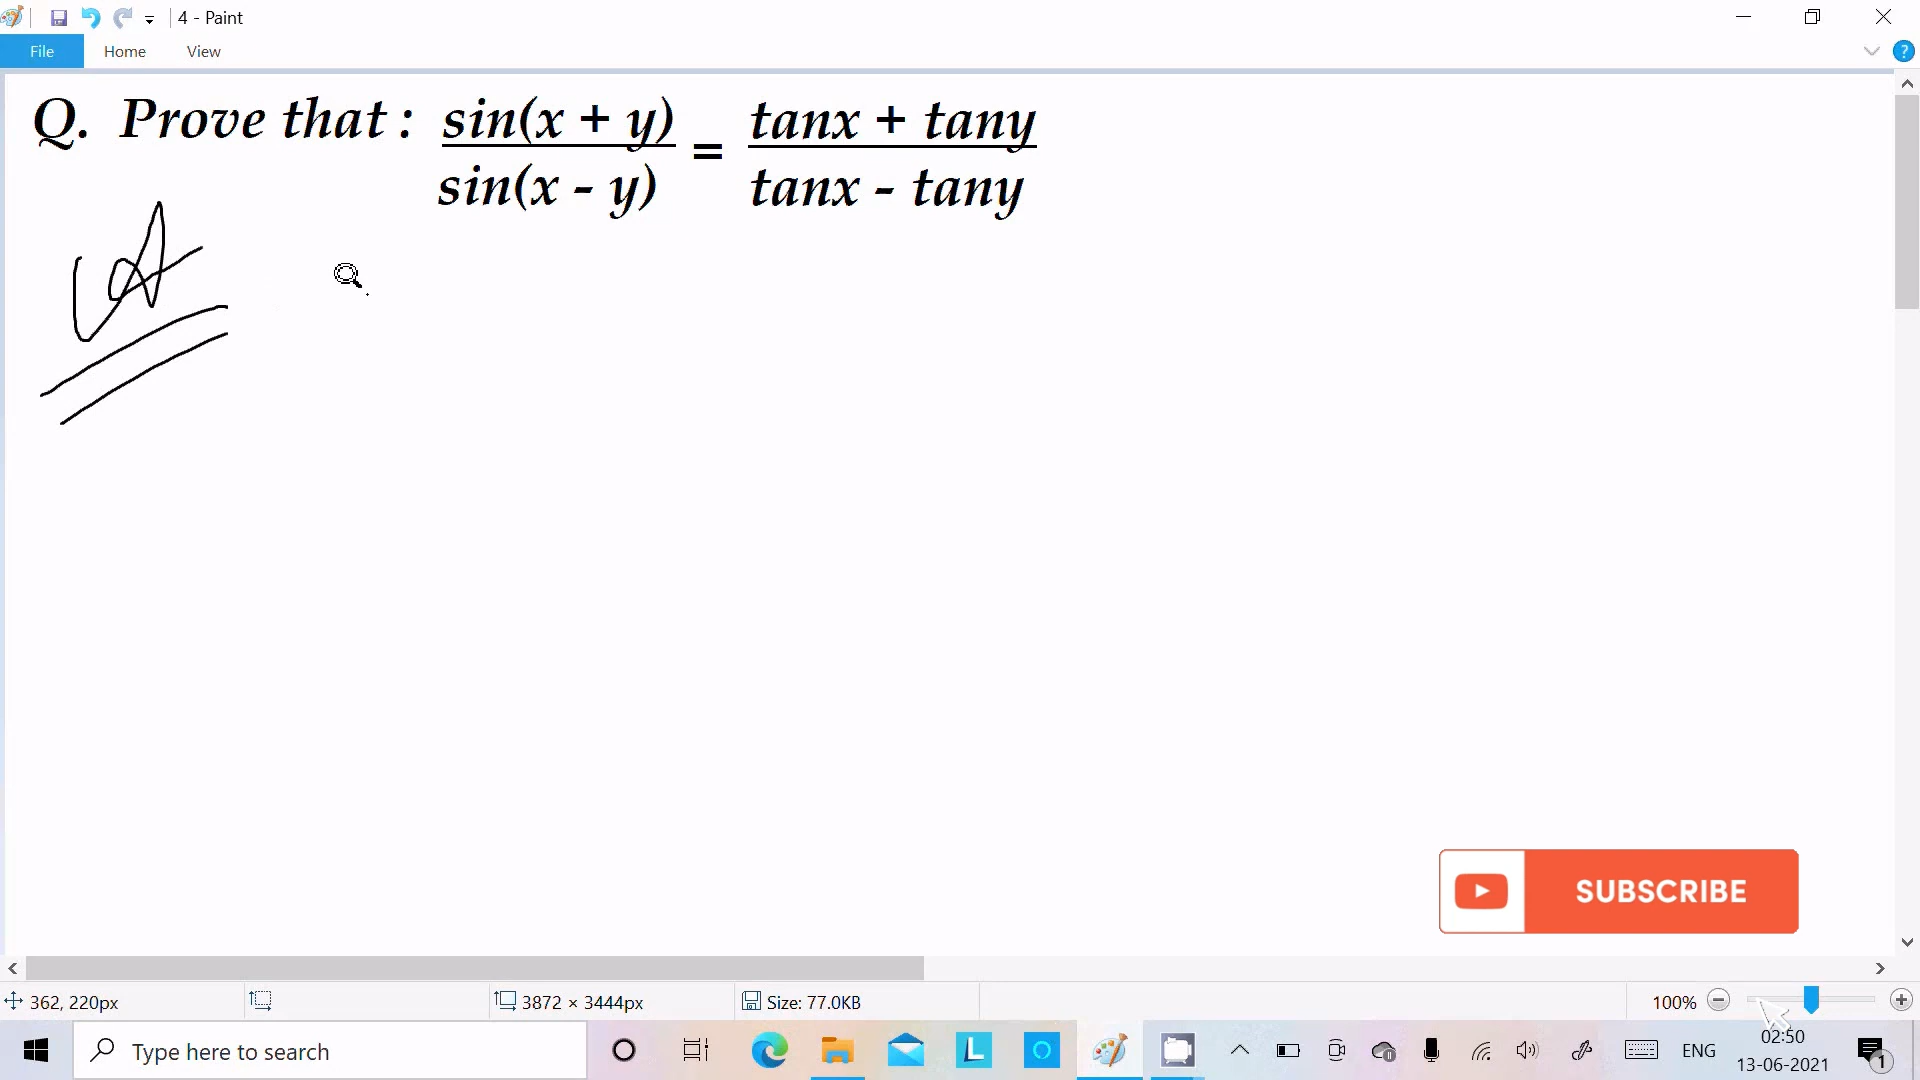 4 - Paint
File Home View
Q. Prove that : sin(x + y) / sin(x - y) = tanx + tany / tanx - tany
SUBSCRIBE
362, 220px 3872 × 3444px Size: 77.0KB 100%
Type here to search
L
ENG
02:50
13-06-2021
1